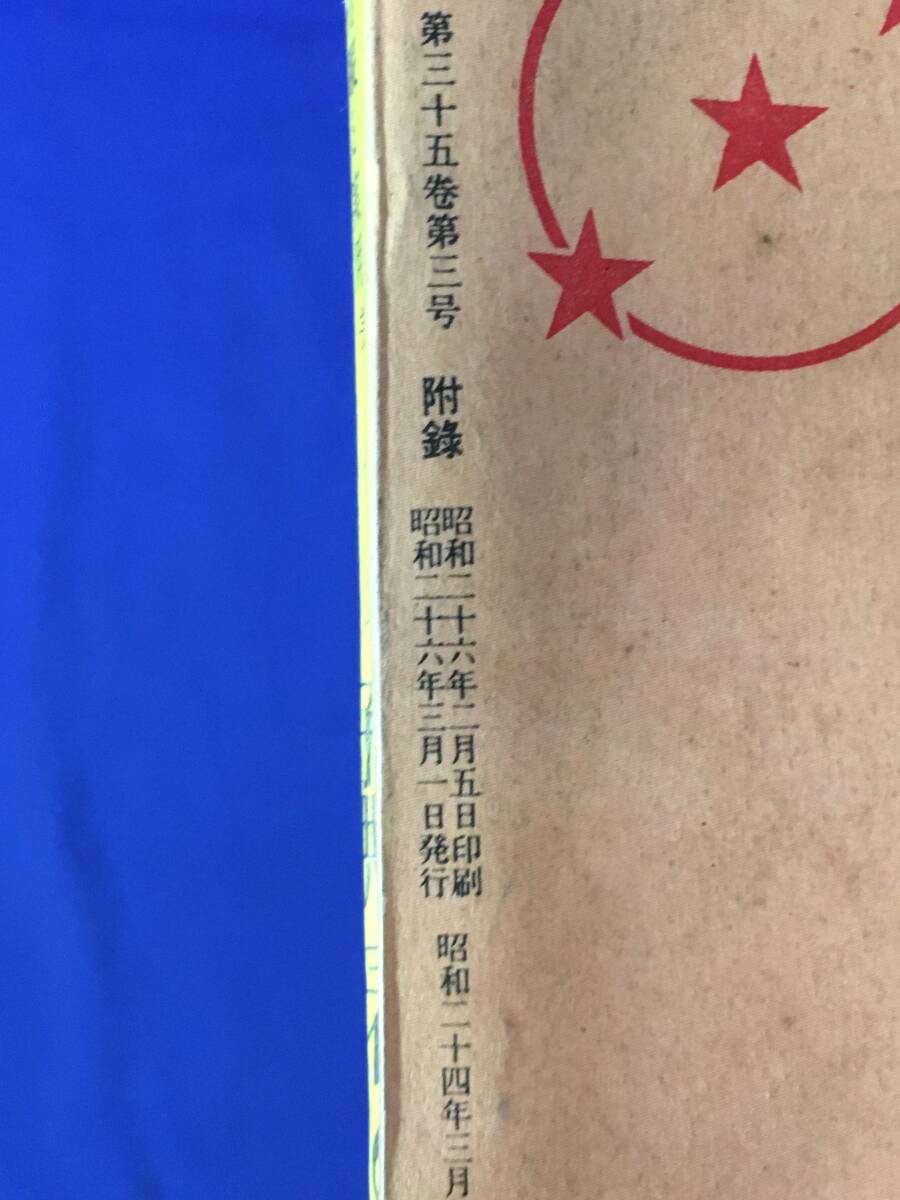 第三十五巻第三号
附錄
昭和二十六年二月五日印刷
昭和二十六年三月一日発行
昭和二十四年三月